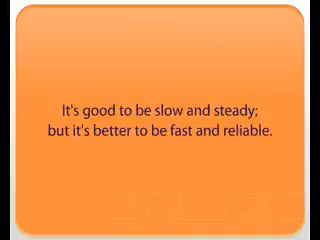 It's good to be slow and steady;
but it's better to be fast and reliable.